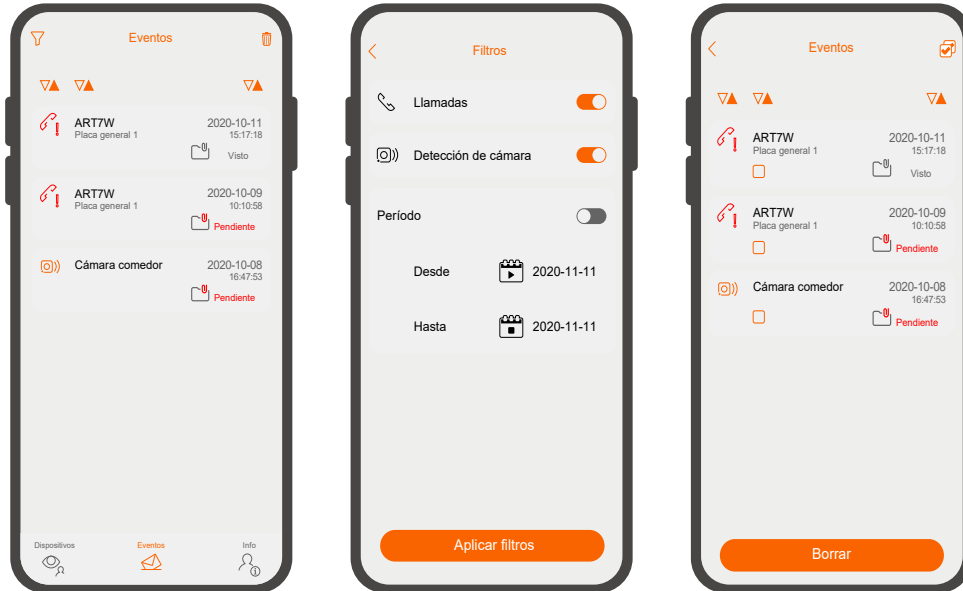 Eventos
ART7W
2020-10-11
Placa general 1
15:17:18
Visto
ART7W
2020-10-09
Placa general 1
10:10:58
Pendiente
Cámara comedor
2020-10-08
16:47:53
Pendiente
Dispositivos
Eventos
Info
Filtros
Llamadas
Detección de cámara
Período
Desde
2020-11-11
Hasta
2020-11-11
Aplicar filtros
Eventos
ART7W
2020-10-11
Placa general 1
15:17:18
Visto
ART7W
2020-10-09
Placa general 1
10:10:58
Pendiente
Cámara comedor
2020-10-08
16:47:53
Pendiente
Borrar